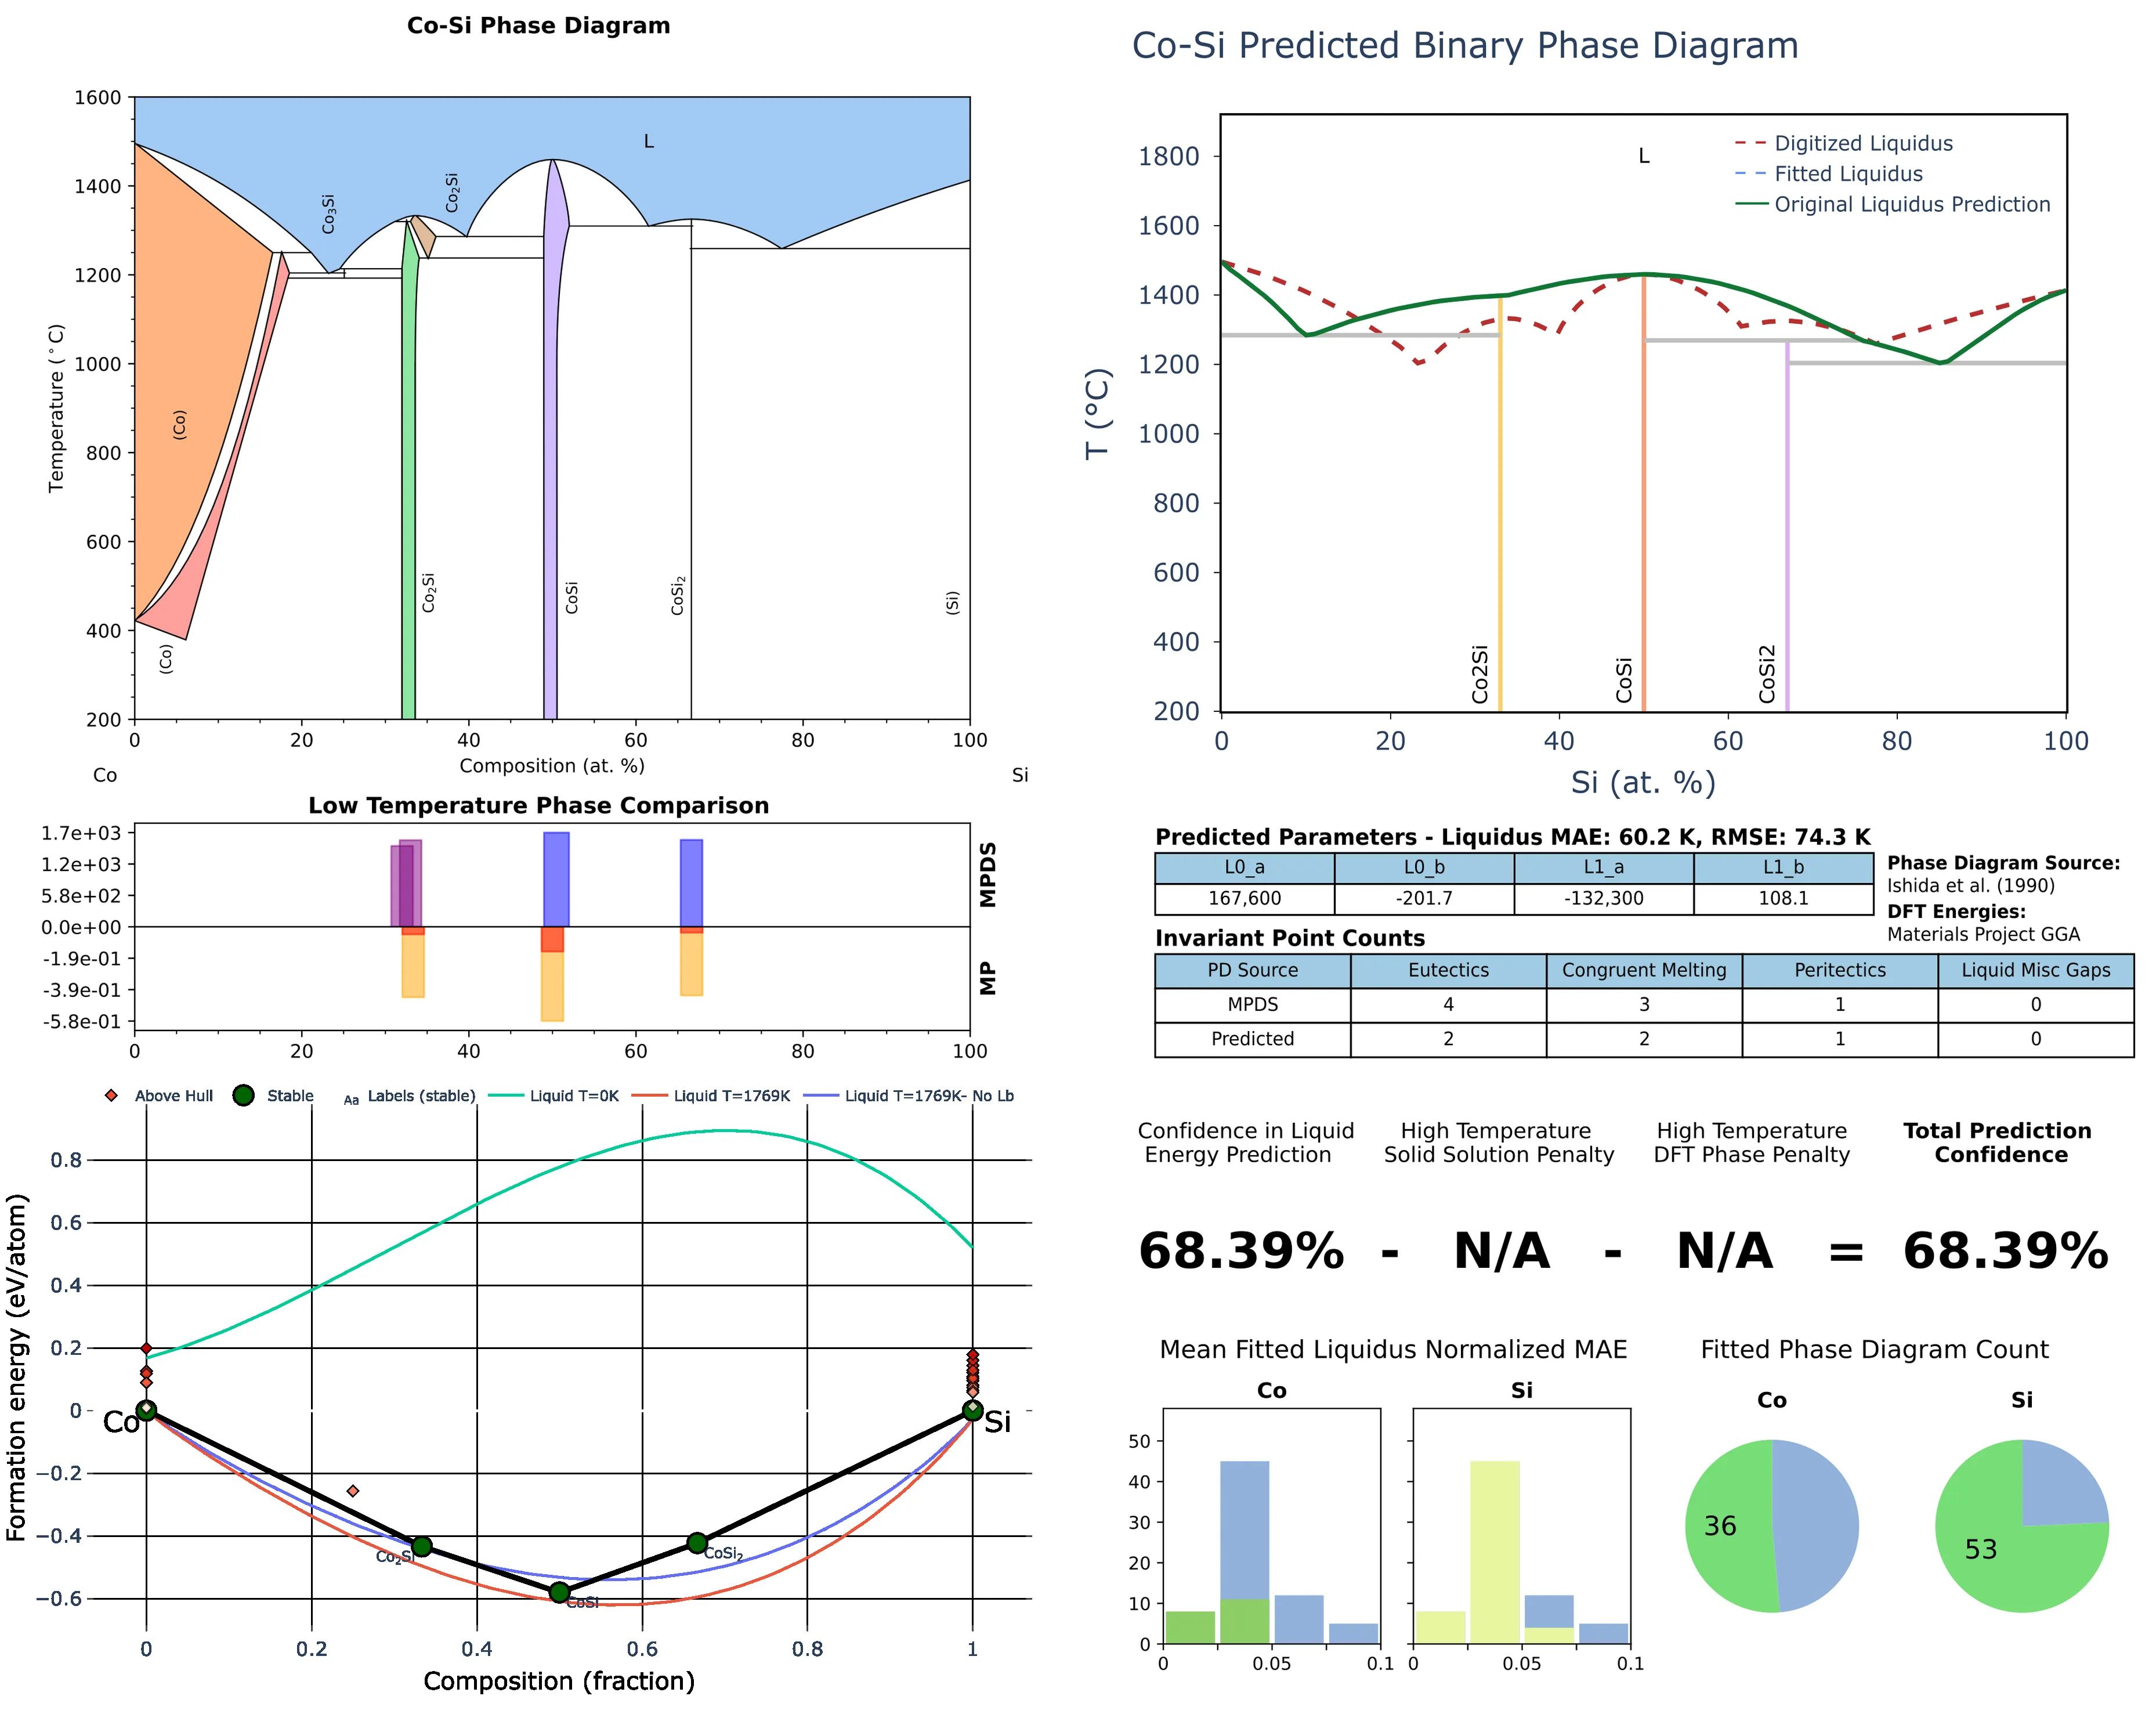 Co-Si Phase Diagram
1600
1400
1200
1000
800
600
400
200
Temperature (°C)
L
Co₃Si
Co₂Si
(Co)
(Co)
Co₂Si
CoSi
CoSi₂
(Si)
0 20 40 60 80 100
Composition (at. %)
Co Si
Low Temperature Phase Comparison
1.7e+03
1.2e+03
5.8e+02
0.0e+00
-1.9e-01
-3.9e-01
-5.8e-01
MPDS
MP
0 20 40 60 80 100
Above Hull Stable Aa Labels (stable) Liquid T=0K Liquid T=1769K Liquid T=1769K- No Lb
0.8
0.6
0.4
0.2
0
−0.2
−0.4
−0.6
Formation energy (eV/atom)
Co
Si
Co₂Si
CoSi
CoSi₂
0 0.2 0.4 0.6 0.8 1
Composition (fraction)
Co-Si Predicted Binary Phase Diagram
1800
1600
1400
1200
1000
800
600
400
200
T (°C)
L
Digitized Liquidus
Fitted Liquidus
Original Liquidus Prediction
Co2Si
CoSi
CoSi2
0 20 40 60 80 100
Si (at. %)
Predicted Parameters - Liquidus MAE: 60.2 K, RMSE: 74.3 K
L0_a L0_b L1_a L1_b
167,600 -201.7 -132,300 108.1
Phase Diagram Source:
Ishida et al. (1990)
DFT Energies:
Materials Project GGA
Invariant Point Counts
PD Source Eutectics Congruent Melting Peritectics Liquid Misc Gaps
MPDS 4 3 1 0
Predicted 2 2 1 0
Confidence in Liquid
Energy Prediction
High Temperature
Solid Solution Penalty
High Temperature
DFT Phase Penalty
Total Prediction
Confidence
68.39% - N/A - N/A = 68.39%
Mean Fitted Liquidus Normalized MAE
Co
Si
50
40
30
20
10
0
0 0.05 0.1
0 0.05 0.1
Fitted Phase Diagram Count
Co
Si
36
53